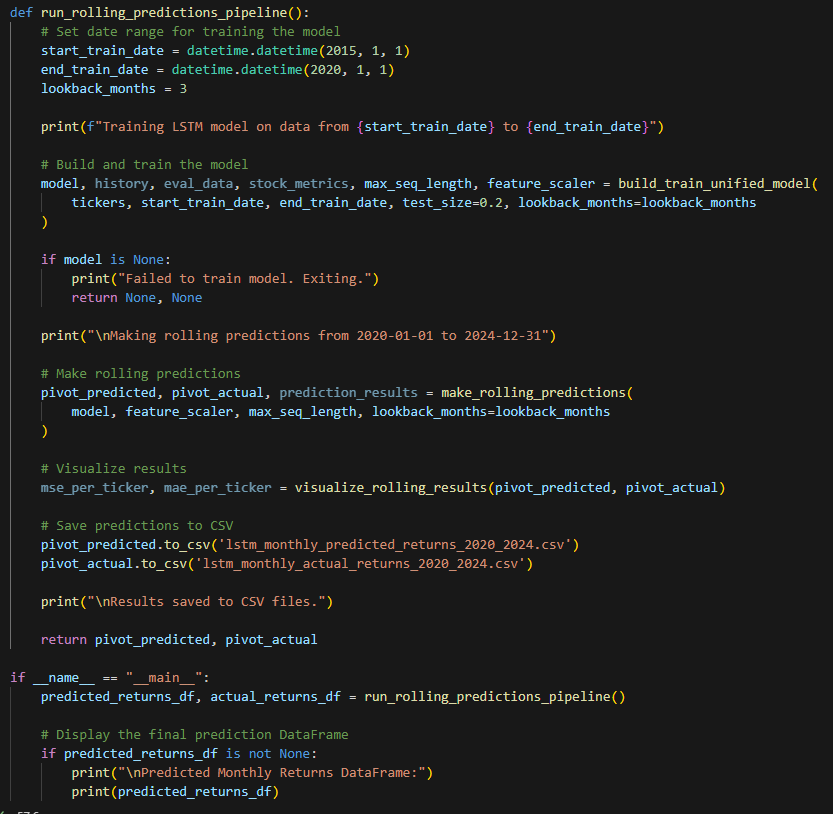 def run_rolling_predictions_pipeline():
    # Set date range for training the model
    start_train_date = datetime.datetime(2015, 1, 1)
    end_train_date = datetime.datetime(2020, 1, 1)
    lookback_months = 3

    print(f"Training LSTM model on data from {start_train_date} to {end_train_date}")

    # Build and train the model
    model, history, eval_data, stock_metrics, max_seq_length, feature_scaler = build_train_unified_model(
        tickers, start_train_date, end_train_date, test_size=0.2, lookback_months=lookback_months
    )

    if model is None:
        print("Failed to train model. Exiting.")
        return None, None

    print("\nMaking rolling predictions from 2020-01-01 to 2024-12-31")

    # Make rolling predictions
    pivot_predicted, pivot_actual, prediction_results = make_rolling_predictions(
        model, feature_scaler, max_seq_length, lookback_months=lookback_months
    )

    # Visualize results
    mse_per_ticker, mae_per_ticker = visualize_rolling_results(pivot_predicted, pivot_actual)

    # Save predictions to CSV
    pivot_predicted.to_csv('lstm_monthly_predicted_returns_2020_2024.csv')
    pivot_actual.to_csv('lstm_monthly_actual_returns_2020_2024.csv')

    print("\nResults saved to CSV files.")

    return pivot_predicted, pivot_actual

if __name__ == "__main__":
    predicted_returns_df, actual_returns_df = run_rolling_predictions_pipeline()

    # Display the final prediction DataFrame
    if predicted_returns_df is not None:
        print("\nPredicted Monthly Returns DataFrame:")
        print(predicted_returns_df)